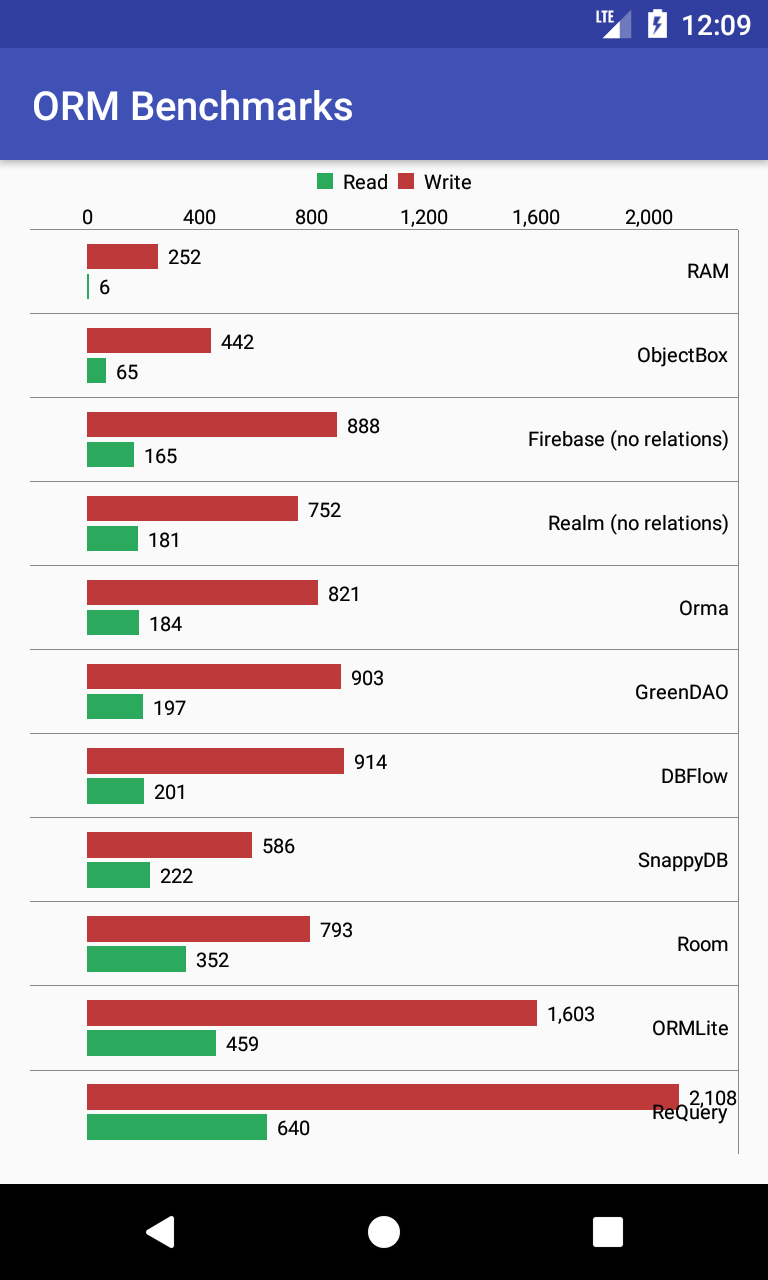 LTE 12:09
ORM Benchmarks
Read Write
0 400 800 1,200 1,600 2,000
252
RAM
6
442
ObjectBox
65
888
Firebase (no relations)
165
752
Realm (no relations)
181
821
Orma
184
903
GreenDAO
197
914
DBFlow
201
586
SnappyDB
222
793
Room
352
1,603
ORMLite
459
2,108
ReQuery
640